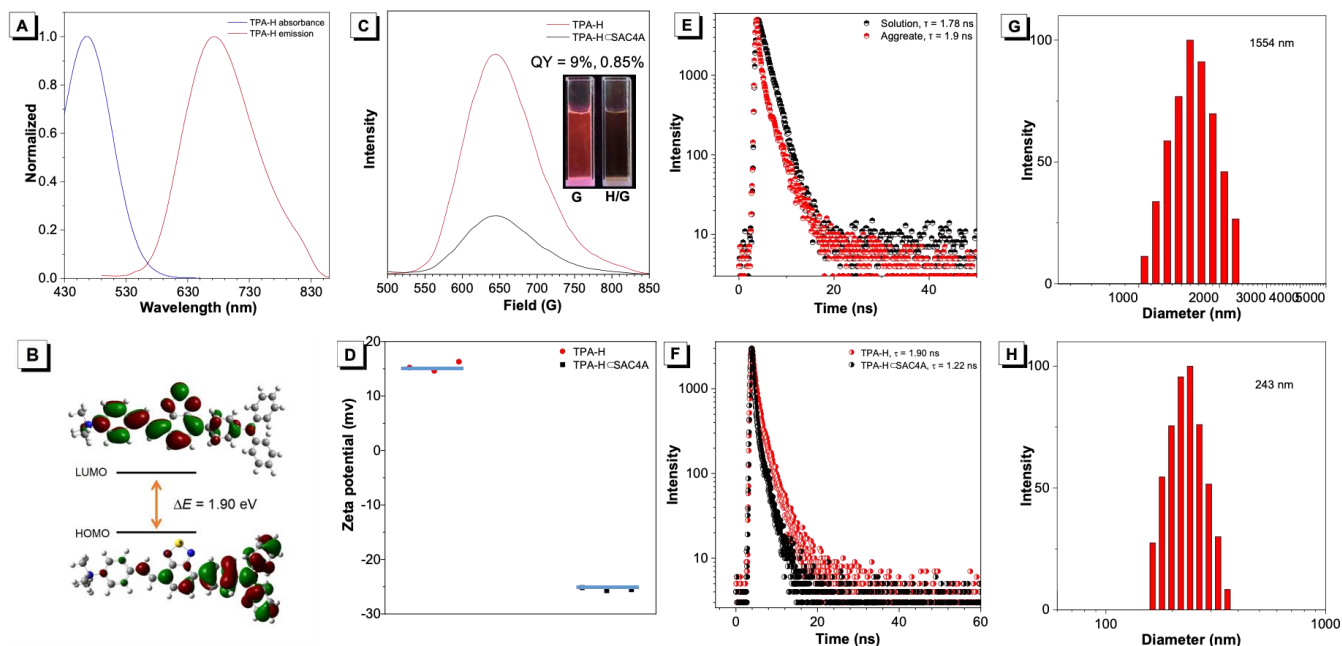 A
TPA-H absorbance
TPA-H emission
Normalized
1.0
0.8
0.6
0.4
0.2
0.0
430 530 630 730 830
Wavelength (nm)
B
LUMO
ΔE = 1.90 eV
HOMO
C
TPA-H
TPA-H⊂SAC4A
QY = 9%, 0.85%
G H/G
Intensity
500 550 600 650 700 750 800 850
Field (G)
D
TPA-H
TPA-H⊂SAC4A
Zeta potential (mv)
20
10
0
-10
-20
-30
E
Solution, τ = 1.78 ns
Aggreate, τ = 1.9 ns
Intensity
1000
100
10
0 20 40
Time (ns)
F
TPA-H, τ = 1.90 ns
TPA-H⊂SAC4A, τ = 1.22 ns
Intensity
1000
100
10
0 20 40 60
Time (ns)
G
1554 nm
Intensity
100
50
0
1000 2000 3000 4000 5000
Diameter (nm)
H
243 nm
Intensity
100
50
0
100 1000
Diameter (nm)